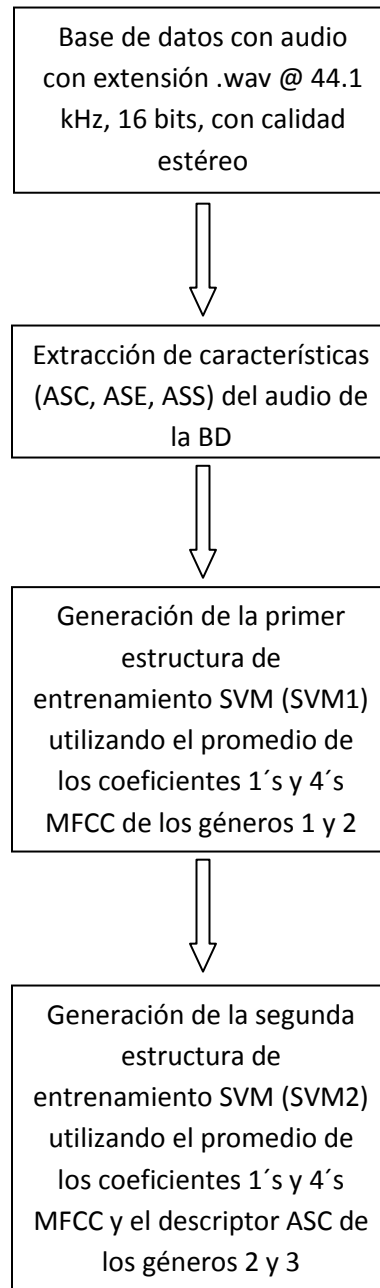 Base de datos con audio
con extensión .wav @ 44.1
kHz, 16 bits, con calidad
estéreo
Extracción de características
(ASC, ASE, ASS) del audio de
la BD
Generación de la primer
estructura de
entrenamiento SVM (SVM1)
utilizando el promedio de
los coeficientes 1´s y 4´s
MFCC de los géneros 1 y 2
Generación de la segunda
estructura de
entrenamiento SVM (SVM2)
utilizando el promedio de
los coeficientes 1´s y 4´s
MFCC y el descriptor ASC de
los géneros 2 y 3